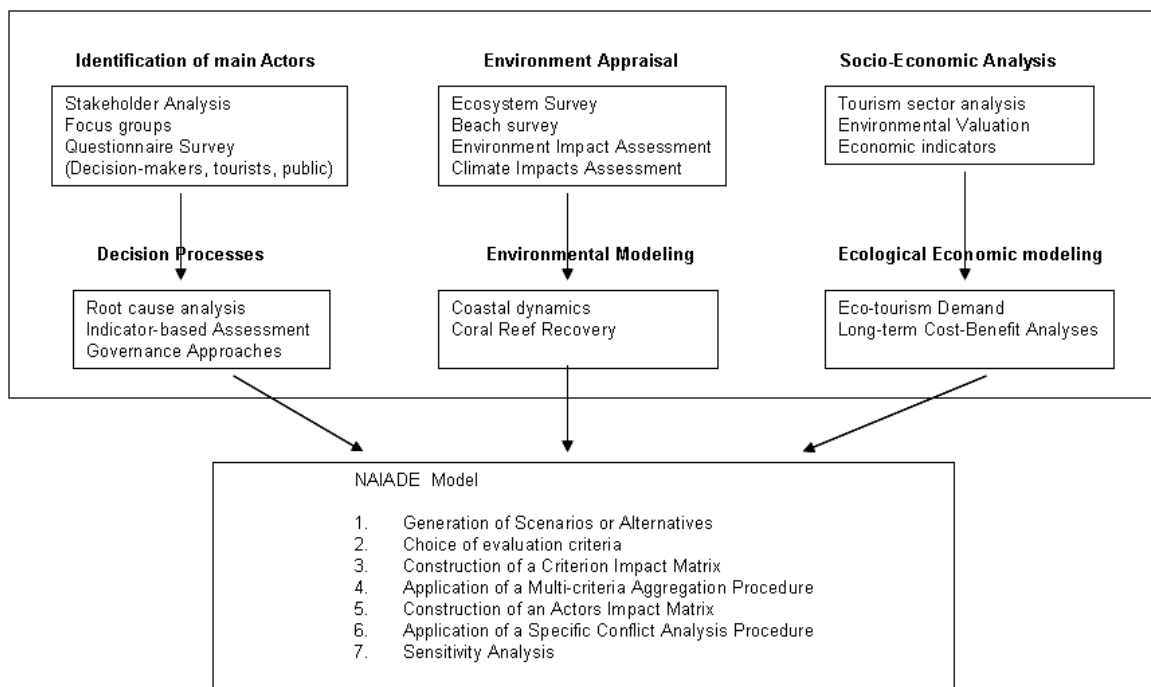 Identification of main Actors
Stakeholder Analysis
Focus groups
Questionnaire Survey
(Decision-makers, tourists, public)
Environment Appraisal
Ecosystem Survey
Beach survey
Environment Impact Assessment
Climate Impacts Assessment
Socio-Economic Analysis
Tourism sector analysis
Environmental Valuation
Economic indicators
Decision Processes
Root cause analysis
Indicator-based Assessment
Governance Approaches
Environmental Modeling
Coastal dynamics
Coral Reef Recovery
Ecological Economic modeling
Eco-tourism Demand
Long-term Cost-Benefit Analyses
NAIADE Model
1. Generation of Scenarios or Alternatives
2. Choice of evaluation criteria
3. Construction of a Criterion Impact Matrix
4. Application of a Multi-criteria Aggregation Procedure
5. Construction of an Actors Impact Matrix
6. Application of a Specific Conflict Analysis Procedure
7. Sensitivity Analysis